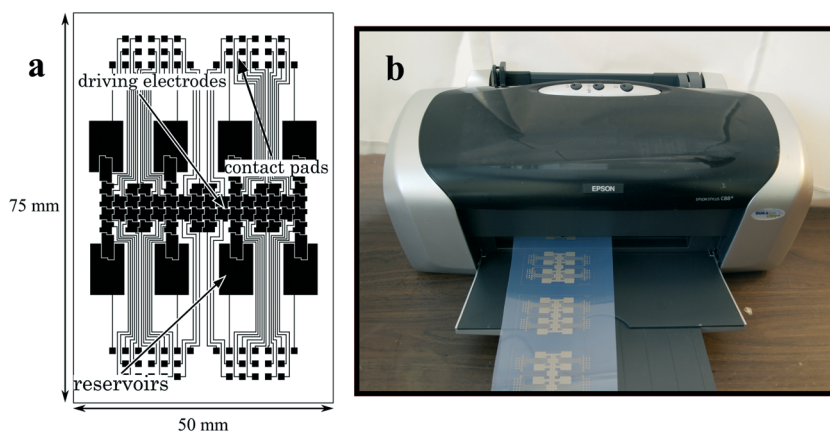 a
driving electrodes
contact pads
75 mm
reservoirs
50 mm
b
EPSON